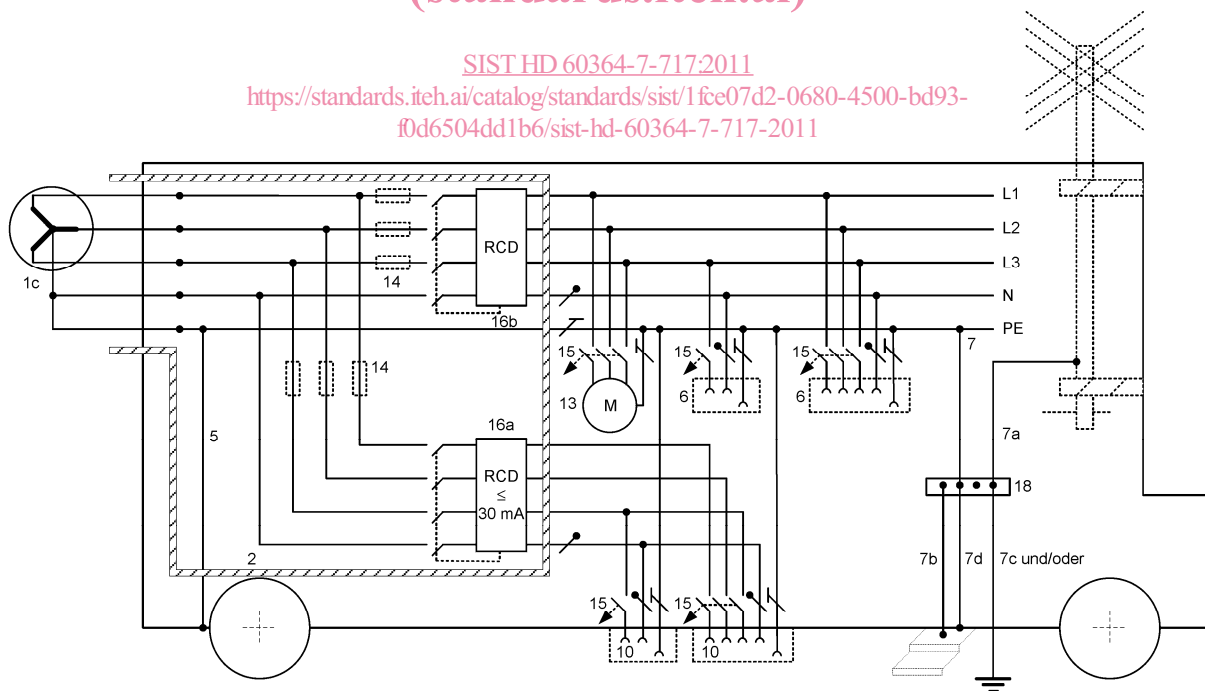 (standards.iteh.ai)
SIST HD 60364-7-717:2011
https://standards.iteh.ai/catalog/standards/sist/1fce07d2-0680-4500-bd93-
f0d6504dd1b6/sist-hd-60364-7-717-2011
L1
RCD
L2
L3
1c
14
N
16b
PE
7
15
15
15
14
6
6
13
M
5
16a
7a
RCD
≤
30 mA
18
2
7b
7d
7c und/oder
15
15
10
10